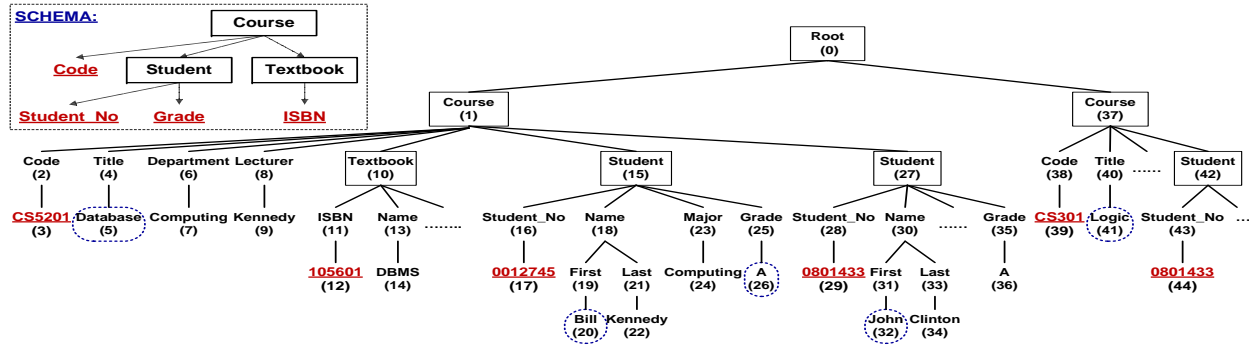 SCHEMA:
Course
Code
Student
Textbook
Student_No
Grade
ISBN
Root
(0)
Course
(1)
Course
(37)
Code
(2)
Title
(4)
Department
(6)
Lecturer
(8)
Textbook
(10)
Student
(15)
Student
(27)
Code
(38)
Title
(40)
......
Student
(42)
CS5201
(3)
Database
(5)
Computing
(7)
Kennedy
(9)
ISBN
(11)
Name
(13)
......
Student_No
(16)
Name
(18)
Major
(23)
Grade
(25)
Student_No
(28)
Name
(30)
......
Grade
(35)
CS301
(39)
Logic
(41)
Student_No
(43)
......
105601
(12)
DBMS
(14)
0012745
(17)
First
(19)
Last
(21)
Computing
(24)
A
(26)
0801433
(29)
First
(31)
Last
(33)
A
(36)
0801433
(44)
Bill
(20)
Kennedy
(22)
John
(32)
Clinton
(34)